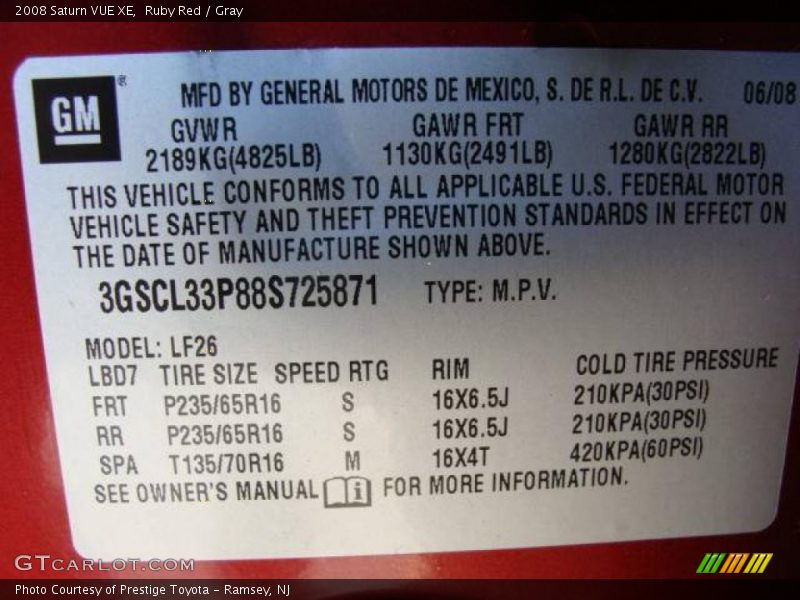 2008 Saturn VUE XE, Ruby Red / Gray
GM ®
MFD BY GENERAL MOTORS DE MEXICO, S. DE R.L. DE C.V. 06/08
GVWR GAWR FRT GAWR RR
2189KG(4825LB) 1130KG(2491LB) 1280KG(2822LB)
THIS VEHICLE CONFORMS TO ALL APPLICABLE U.S. FEDERAL MOTOR
VEHICLE SAFETY AND THEFT PREVENTION STANDARDS IN EFFECT ON
THE DATE OF MANUFACTURE SHOWN ABOVE.
3GSCL33P88S725871 TYPE: M.P.V.
MODEL: LF26
LBD7 TIRE SIZE SPEED RTG RIM COLD TIRE PRESSURE
FRT P235/65R16 S 16X6.5J 210KPA(30PSI)
RR P235/65R16 S 16X6.5J 210KPA(30PSI)
SPA T135/70R16 M 16X4T 420KPA(60PSI)
SEE OWNER'S MANUAL i FOR MORE INFORMATION.
GTCARLOT.COM
Photo Courtesy of Prestige Toyota - Ramsey, NJ